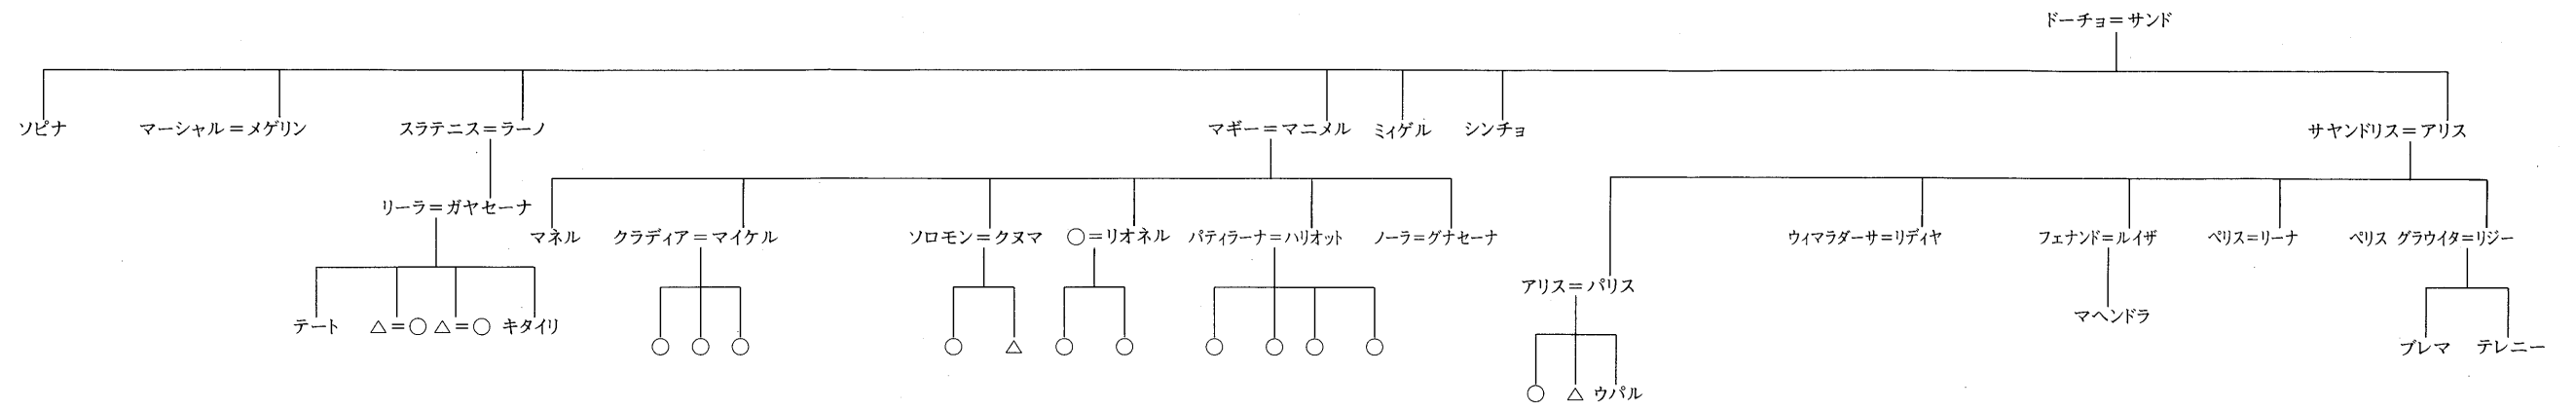 ドーチョ＝サンド
ソピナ マーシャル＝メゲリン スラテニス＝ラーノ マギー＝マニメル ミィゲル シンチョ サヤンドリス＝アリス
リーラ＝ガヤセーナ
マネル クラディア＝マイケル ソロモン＝クヌマ ○＝リオネル パティラーナ＝ハリオット ノーラ＝グナセーナ ウィマラダーサ＝リディヤ フェナンド＝ルイザ ペリス＝リーナ ペリス グラウイタ＝リジー
アリス＝パリス
テート △＝○ △＝○ キタイリ マヘンドラ
○ ○ ○ ○ △ ○ ○ ○ ○ ○ ○ プレマ テレニー
○ △ ウパル